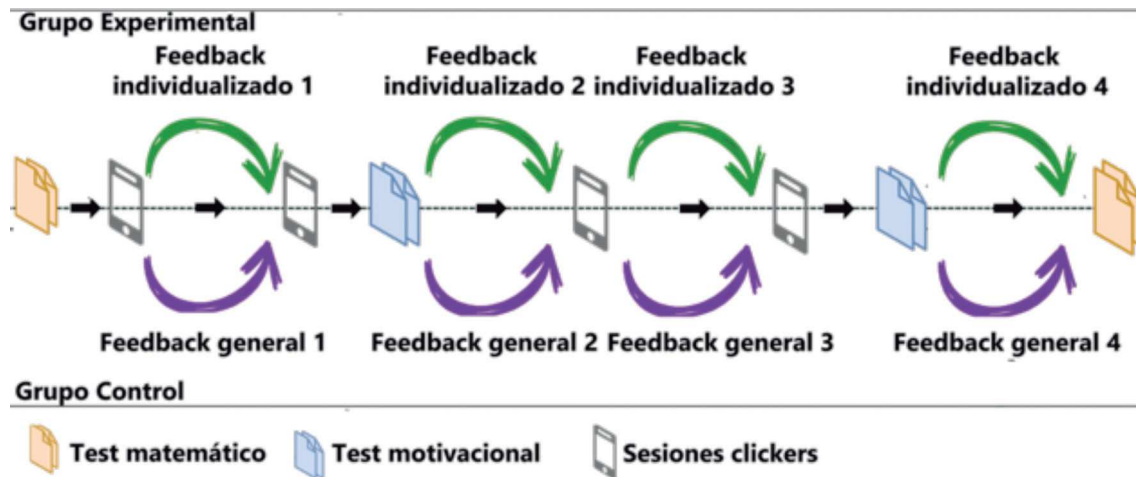 Grupo Experimental
Feedback
individualizado 1
Feedback
individualizado 2
Feedback
individualizado 3
Feedback
individualizado 4
Feedback general 1
Feedback general 2
Feedback general 3
Feedback general 4
Grupo Control
Test matemático
Test motivacional
Sesiones clickers